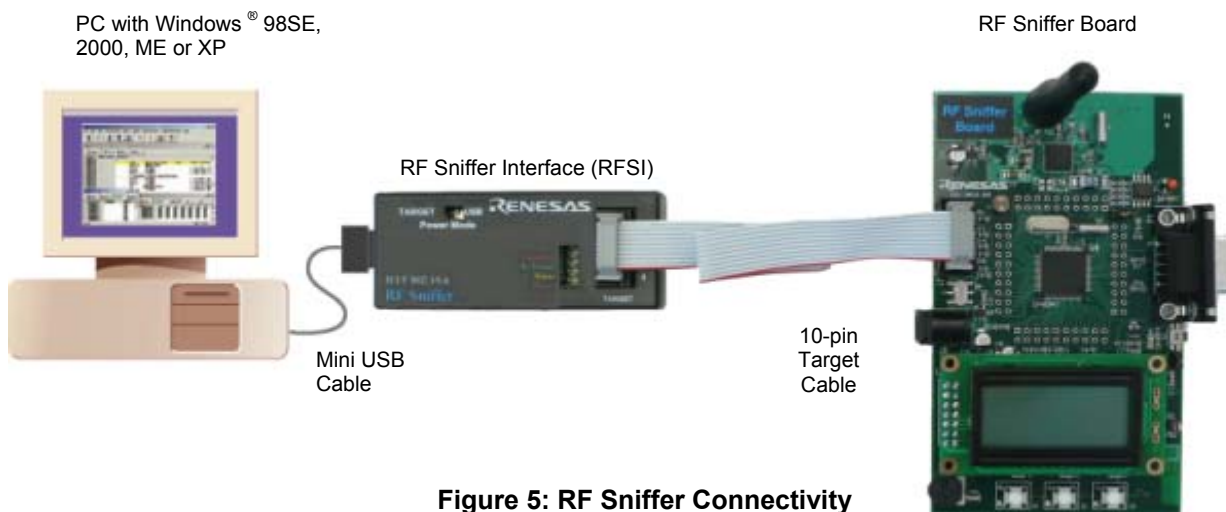 PC with Windows ® 98SE,
2000, ME or XP
RF Sniffer Board
RF Sniffer Interface (RFSI)
RF Sniffer
Board
RENESAS
TARGET USB
Power Mode
RENESAS
RF Sniffer
TARGET
Mini USB
Cable
10-pin
Target
Cable
Figure 5: RF Sniffer Connectivity